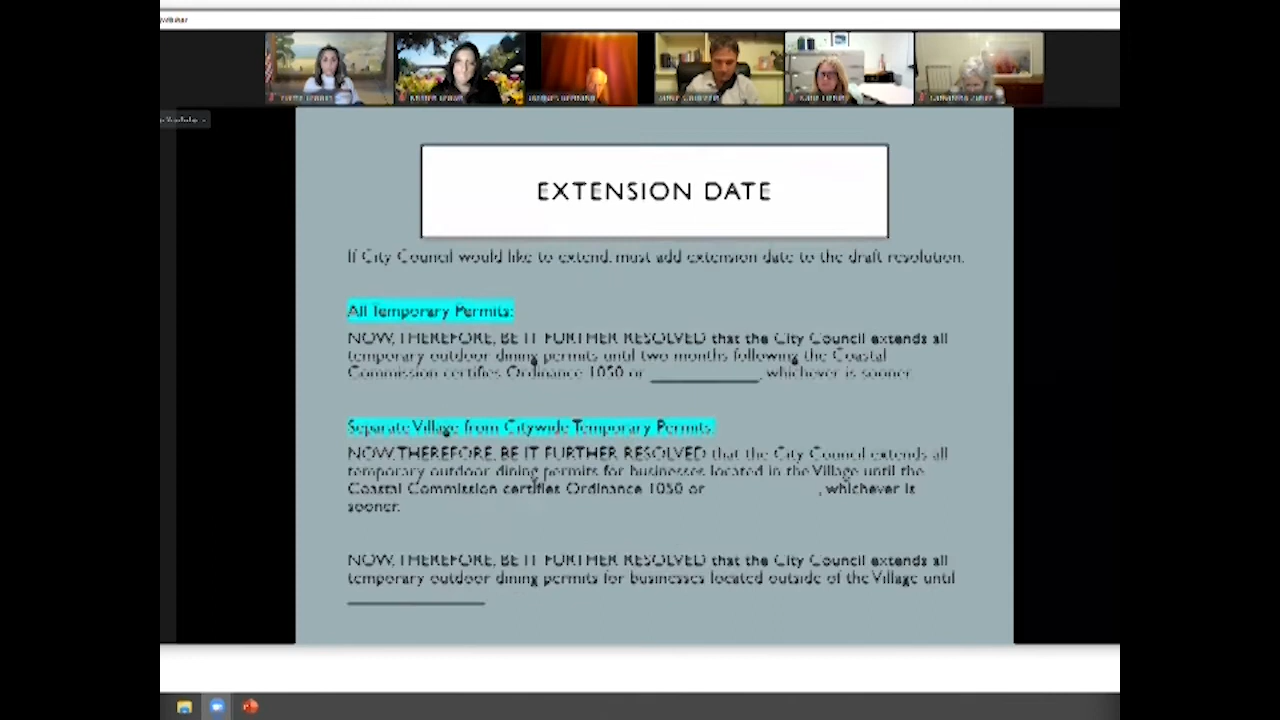 EXTENSION DATE
If City Council would like to extend, must add extension date to the draft resolution.
All Temporary Permits:
NOW, THEREFORE, BE IT FURTHER RESOLVED that the City Council extends all
temporary outdoor dining permits until two months following the Coastal
Commission certifies Ordinance 1050 or ____________, whichever is sooner.
Separate Village from Citywide Temporary Permits:
NOW, THEREFORE, BE IT FURTHER RESOLVED that the City Council extends all
temporary outdoor dining permits for businesses located in the Village until the
Coastal Commission certifies Ordinance 1050 or , whichever is
sooner.
NOW, THEREFORE, BE IT FURTHER RESOLVED that the City Council extends all
temporary outdoor dining permits for businesses located outside of the Village until
_______________